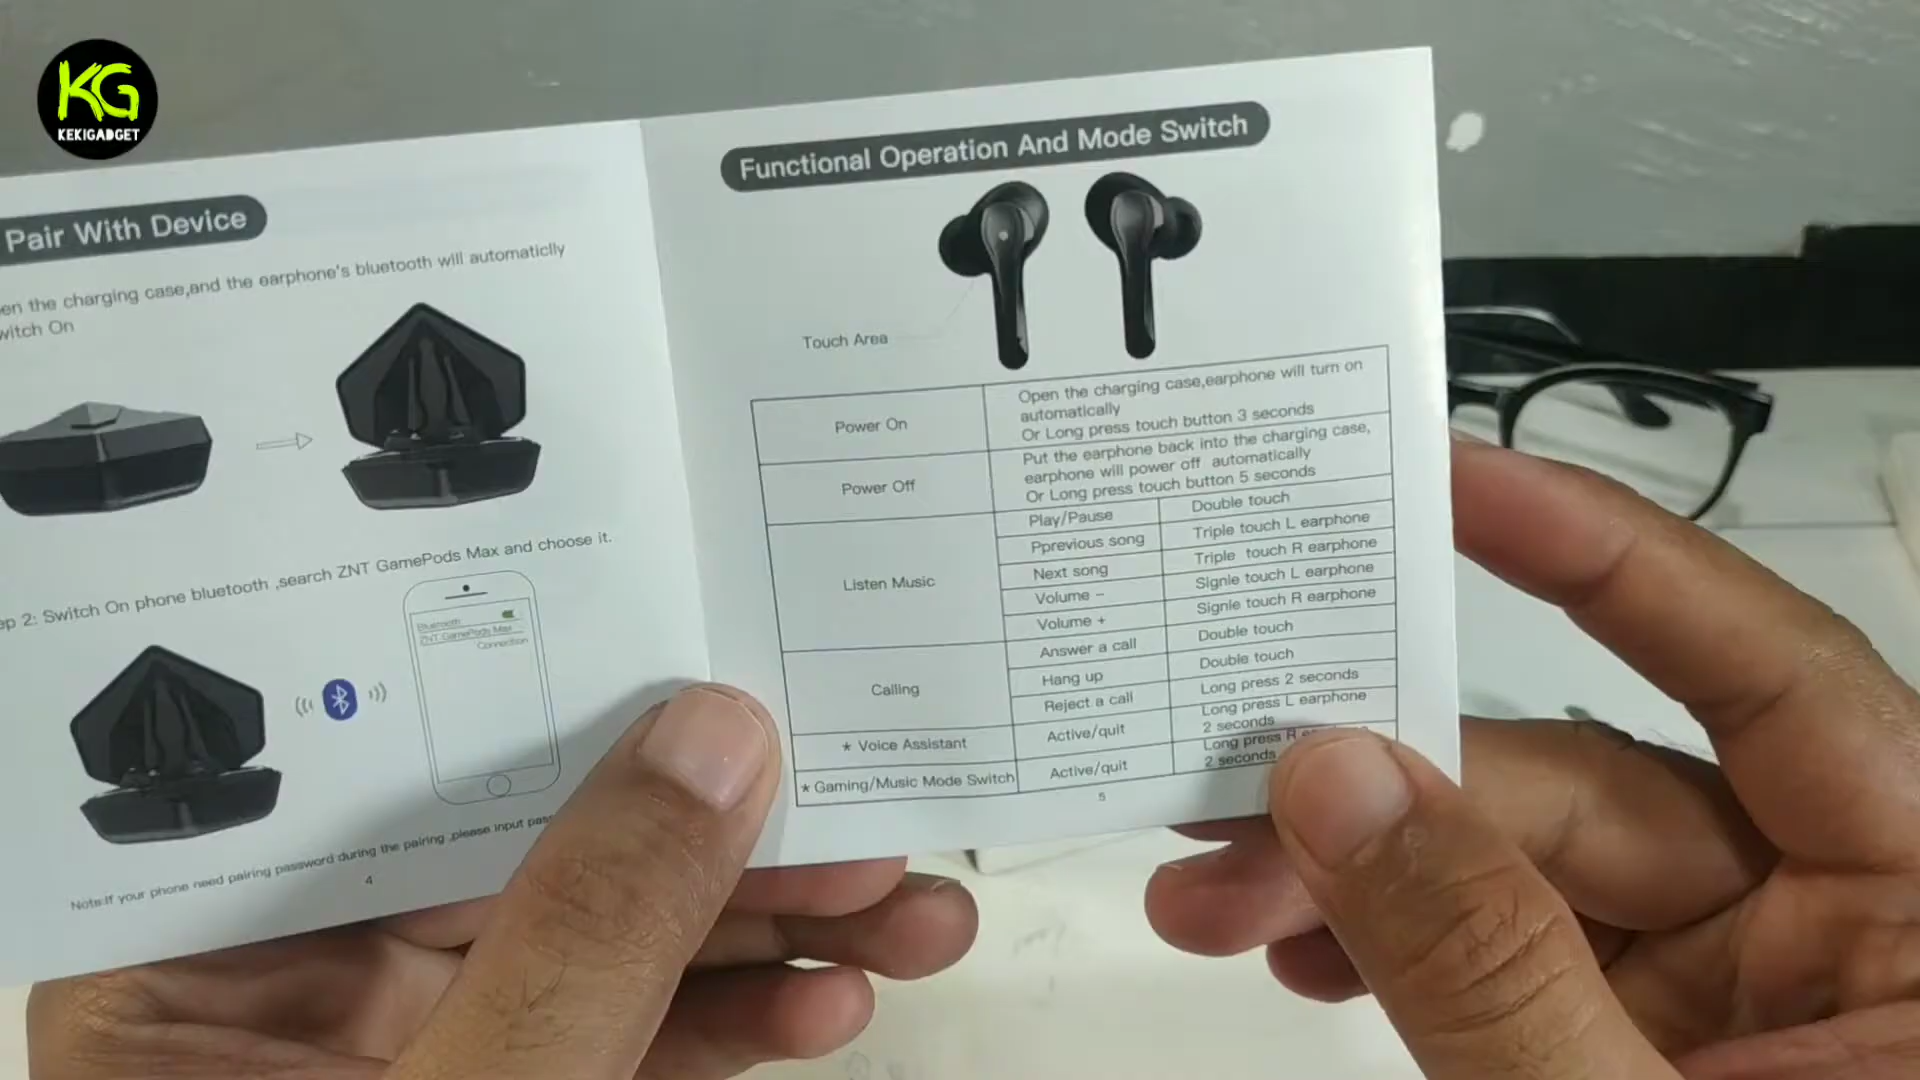 KG
KEKIGADGET
Pair With Device
en the charging case,and the earphone's bluetooth will automaticlly
witch On
ep 2: Switch On phone bluetooth ,search ZNT GamePods Max and choose it.
Bluetooth
ZNT GamePods Max
Connection
Note:If your phone need pairing password during the pairing ,please input pas
4
Functional Operation And Mode Switch
Touch Area
Power On
Open the charging case,earphone will turn on
automatically
Or Long press touch button 3 seconds
Power Off
Put the earphone back into the charging case,
earphone will power off automatically
Or Long press touch button 5 seconds
Listen Music
Play/Pause Double touch
Pprevious song Triple touch L earphone
Next song Triple touch R earphone
Volume − Signle touch L earphone
Volume + Signle touch R earphone
Calling
Answer a call Double touch
Hang up Double touch
Reject a call Long press 2 seconds
* Voice Assistant Active/quit Long press L earphone
2 seconds
* Gaming/Music Mode Switch Active/quit Long press R
2 seconds
5